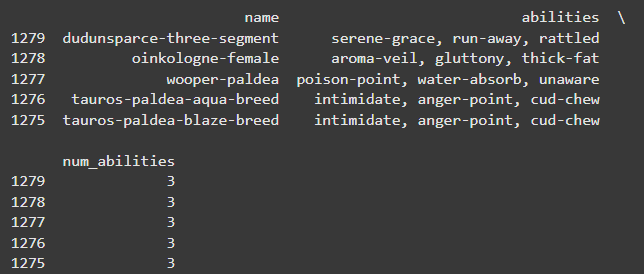 name abilities \
1279 dudunsparce-three-segment serene-grace, run-away, rattled
1278 oinkologne-female aroma-veil, gluttony, thick-fat
1277 wooper-paldea poison-point, water-absorb, unaware
1276 tauros-paldea-aqua-breed intimidate, anger-point, cud-chew
1275 tauros-paldea-blaze-breed intimidate, anger-point, cud-chew
num_abilities
1279 3
1278 3
1277 3
1276 3
1275 3